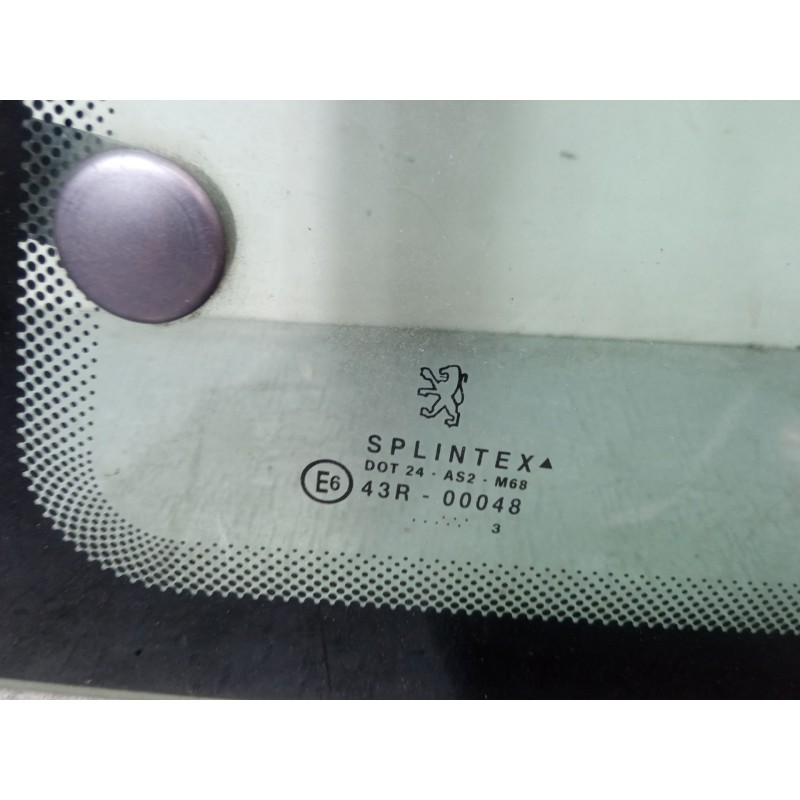 SPLINTEX
DOT 24 - AS2 - M68
E6 43R - 00048
...... 3